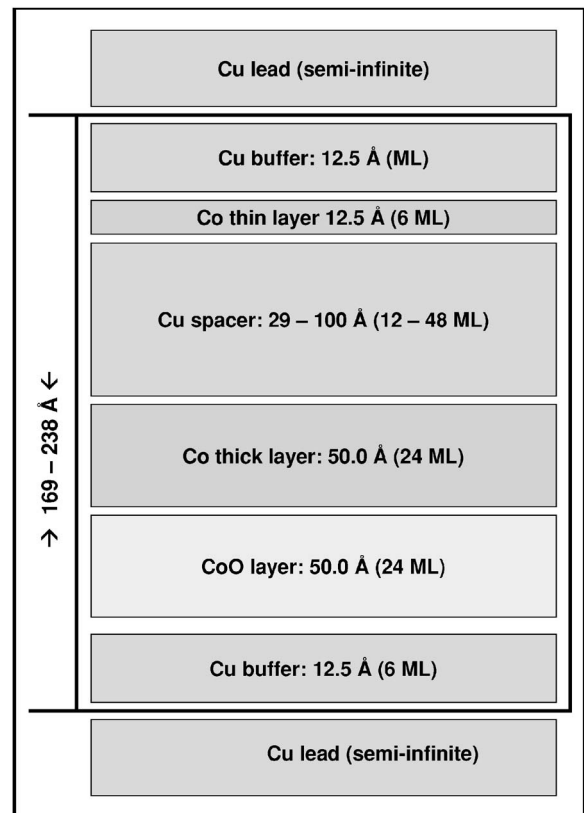 Cu lead (semi-infinite)
Cu buffer: 12.5 Å (ML)
Co thin layer 12.5 Å (6 ML)
Cu spacer: 29 – 100 Å (12 – 48 ML)
→ 169 – 238 Å ←
Co thick layer: 50.0 Å (24 ML)
CoO layer: 50.0 Å (24 ML)
Cu buffer: 12.5 Å (6 ML)
Cu lead (semi-infinite)